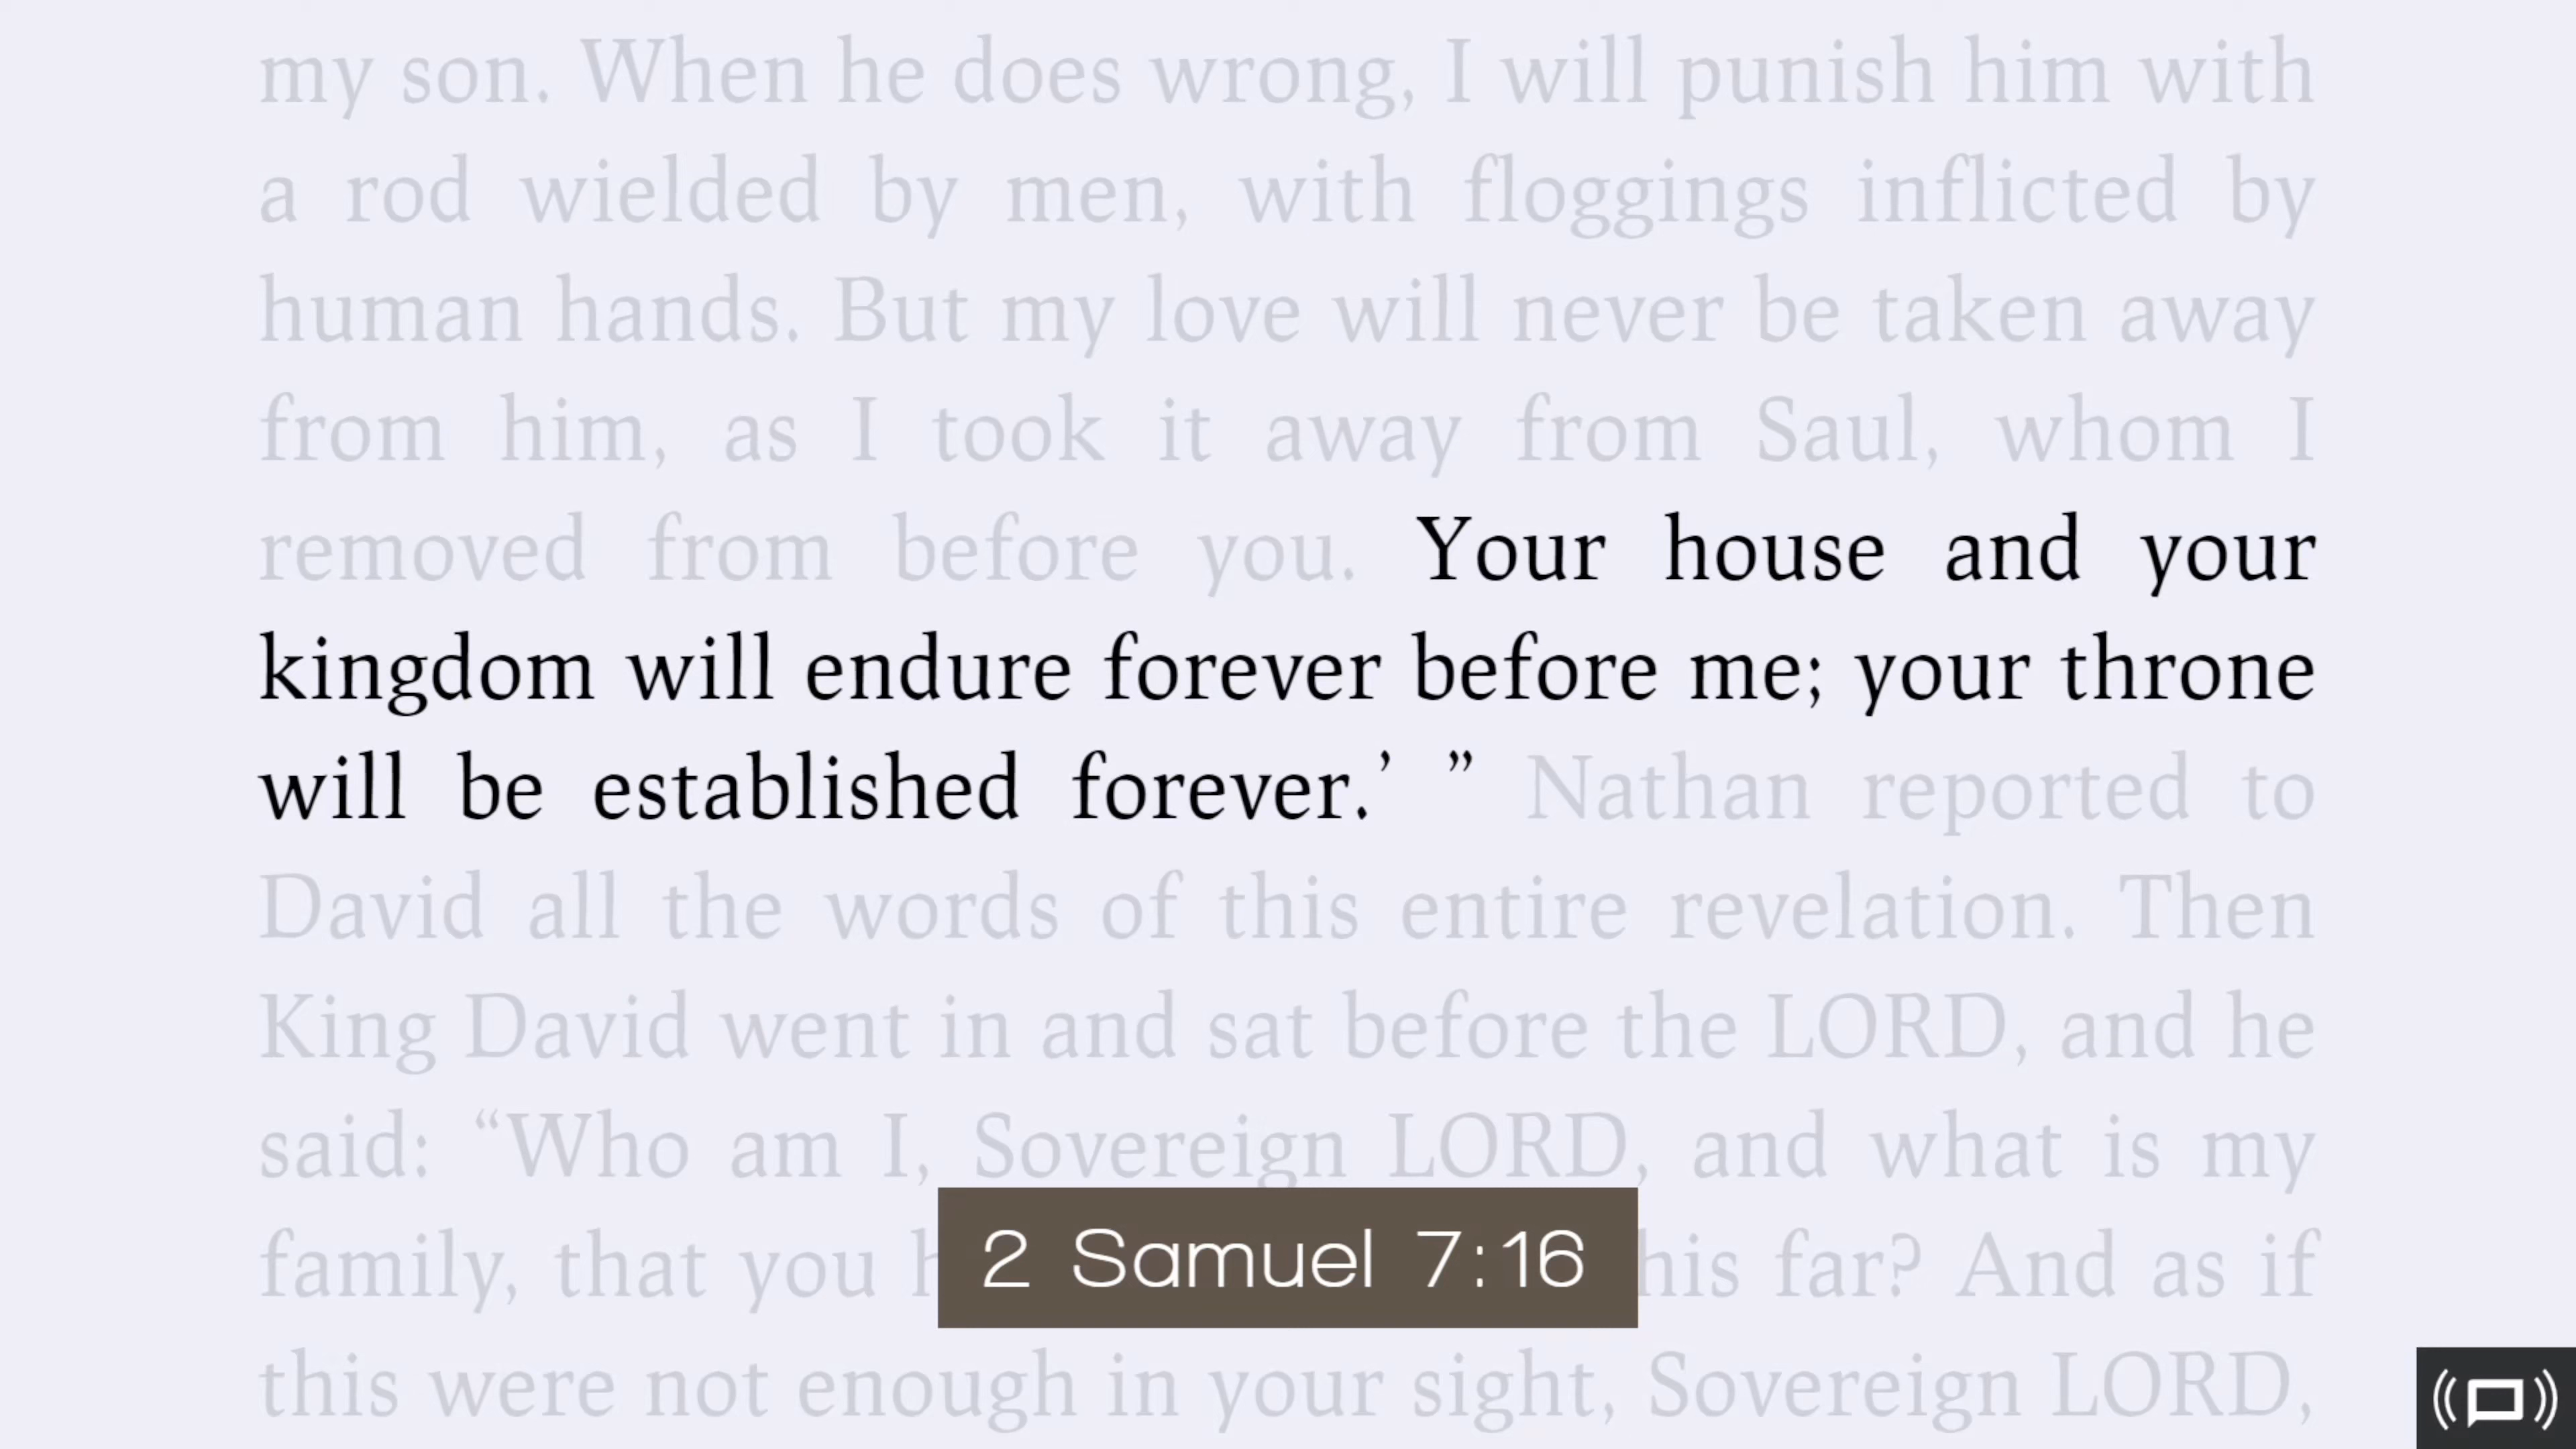 my son. When he does wrong, I will punish him with
a rod wielded by men, with floggings inflicted by
human hands. But my love will never be taken away
from him, as I took it away from Saul, whom I
removed from before you. Your house and your
kingdom will endure forever before me; your throne
will be established forever.’ ” Nathan reported to
David all the words of this entire revelation. Then
King David went in and sat before the LORD, and he
said: “Who am I, Sovereign LORD, and what is my
family, that you far? And as if
2 Samuel 7:16
this were not enough in your sight, Sovereign LORD,